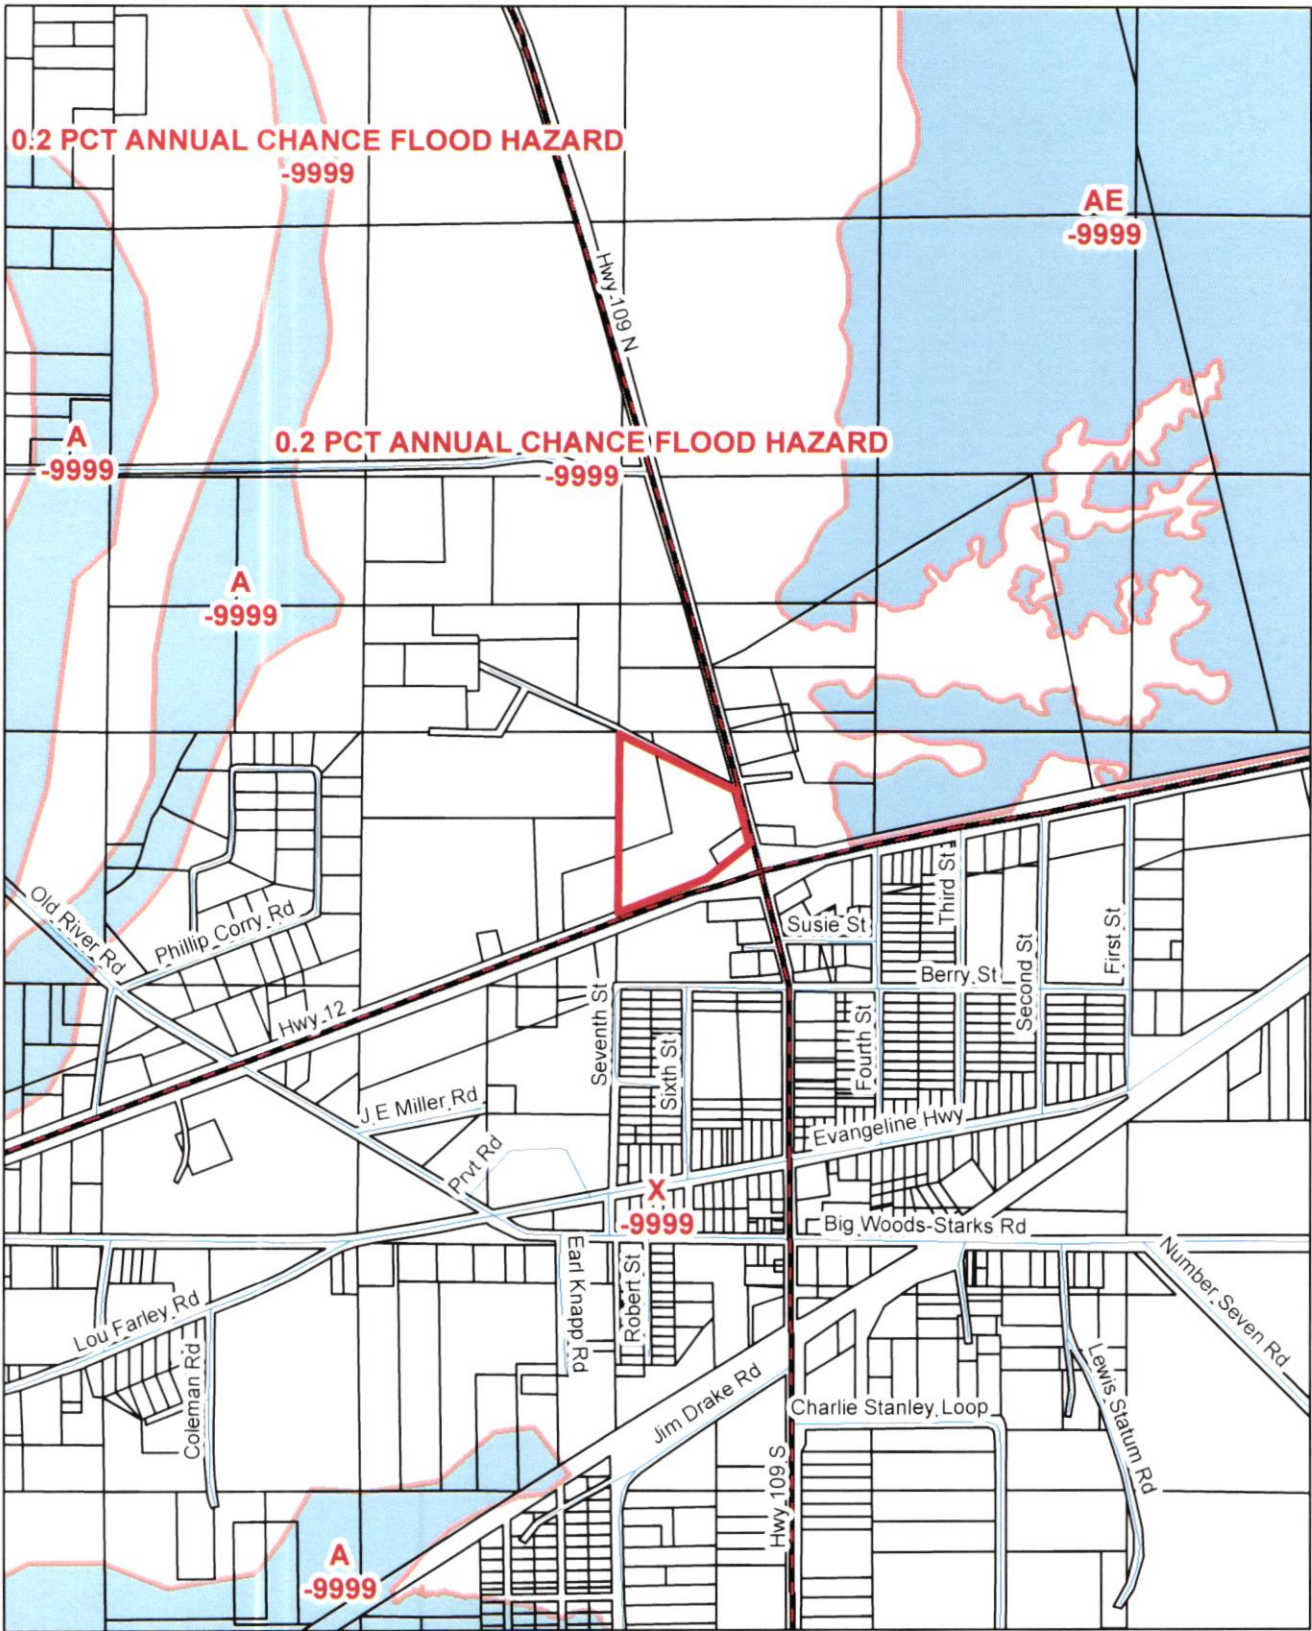 0.2 PCT ANNUAL CHANCE FLOOD HAZARD
-9999
AE
-9999
Hwy 109 N
A
-9999
0.2 PCT ANNUAL CHANCE FLOOD HAZARD
-9999
A
-9999
Old River Rd
Phillip Corry Rd
Hwy 12
Susie St
Third St
Second St
First St
Berry St
Seventh St
Sixth St
Fourth St
J E Miller Rd
Prvt Rd
Evangeline Hwy
X
-9999
Big Woods-Starks Rd
Number Seven Rd
Earl Knapp Rd
Robert St
Lou Farley Rd
Coleman Rd
Jim Drake Rd
Lewis Statum Rd
Charlie Stanley Loop
Hwy 109 S
A
-9999